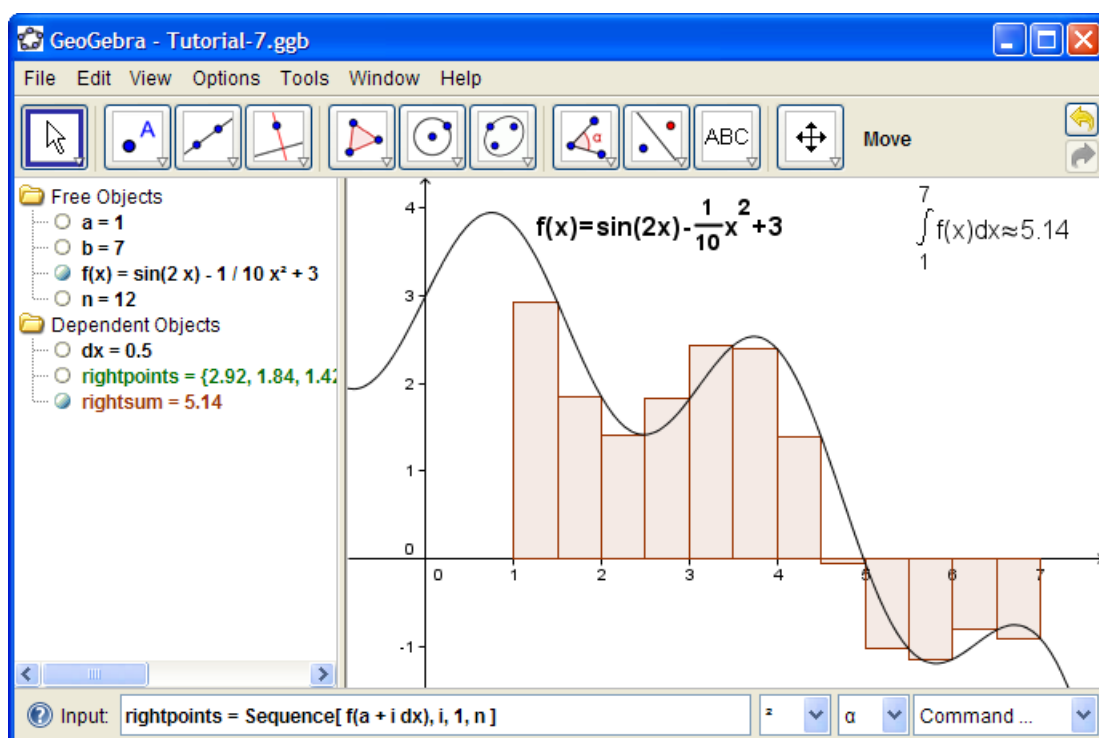 GeoGebra - Tutorial-7.ggb
File Edit View Options Tools Window Help
A
α
ABC
Move
Free Objects
a = 1
b = 7
f(x) = sin(2 x) - 1 / 10 x² + 3
n = 12
Dependent Objects
dx = 0.5
rightpoints = {2.92, 1.84, 1.42
rightsum = 5.14
f(x)=sin(2x)-1/10x²+3
7
∫f(x)dx≈5.14
1
4
3
2
1
0
-1
0 1 2 3 4 5 6 7
Input: rightpoints = Sequence[ f(a + i dx), i, 1, n ] ² α Command ...